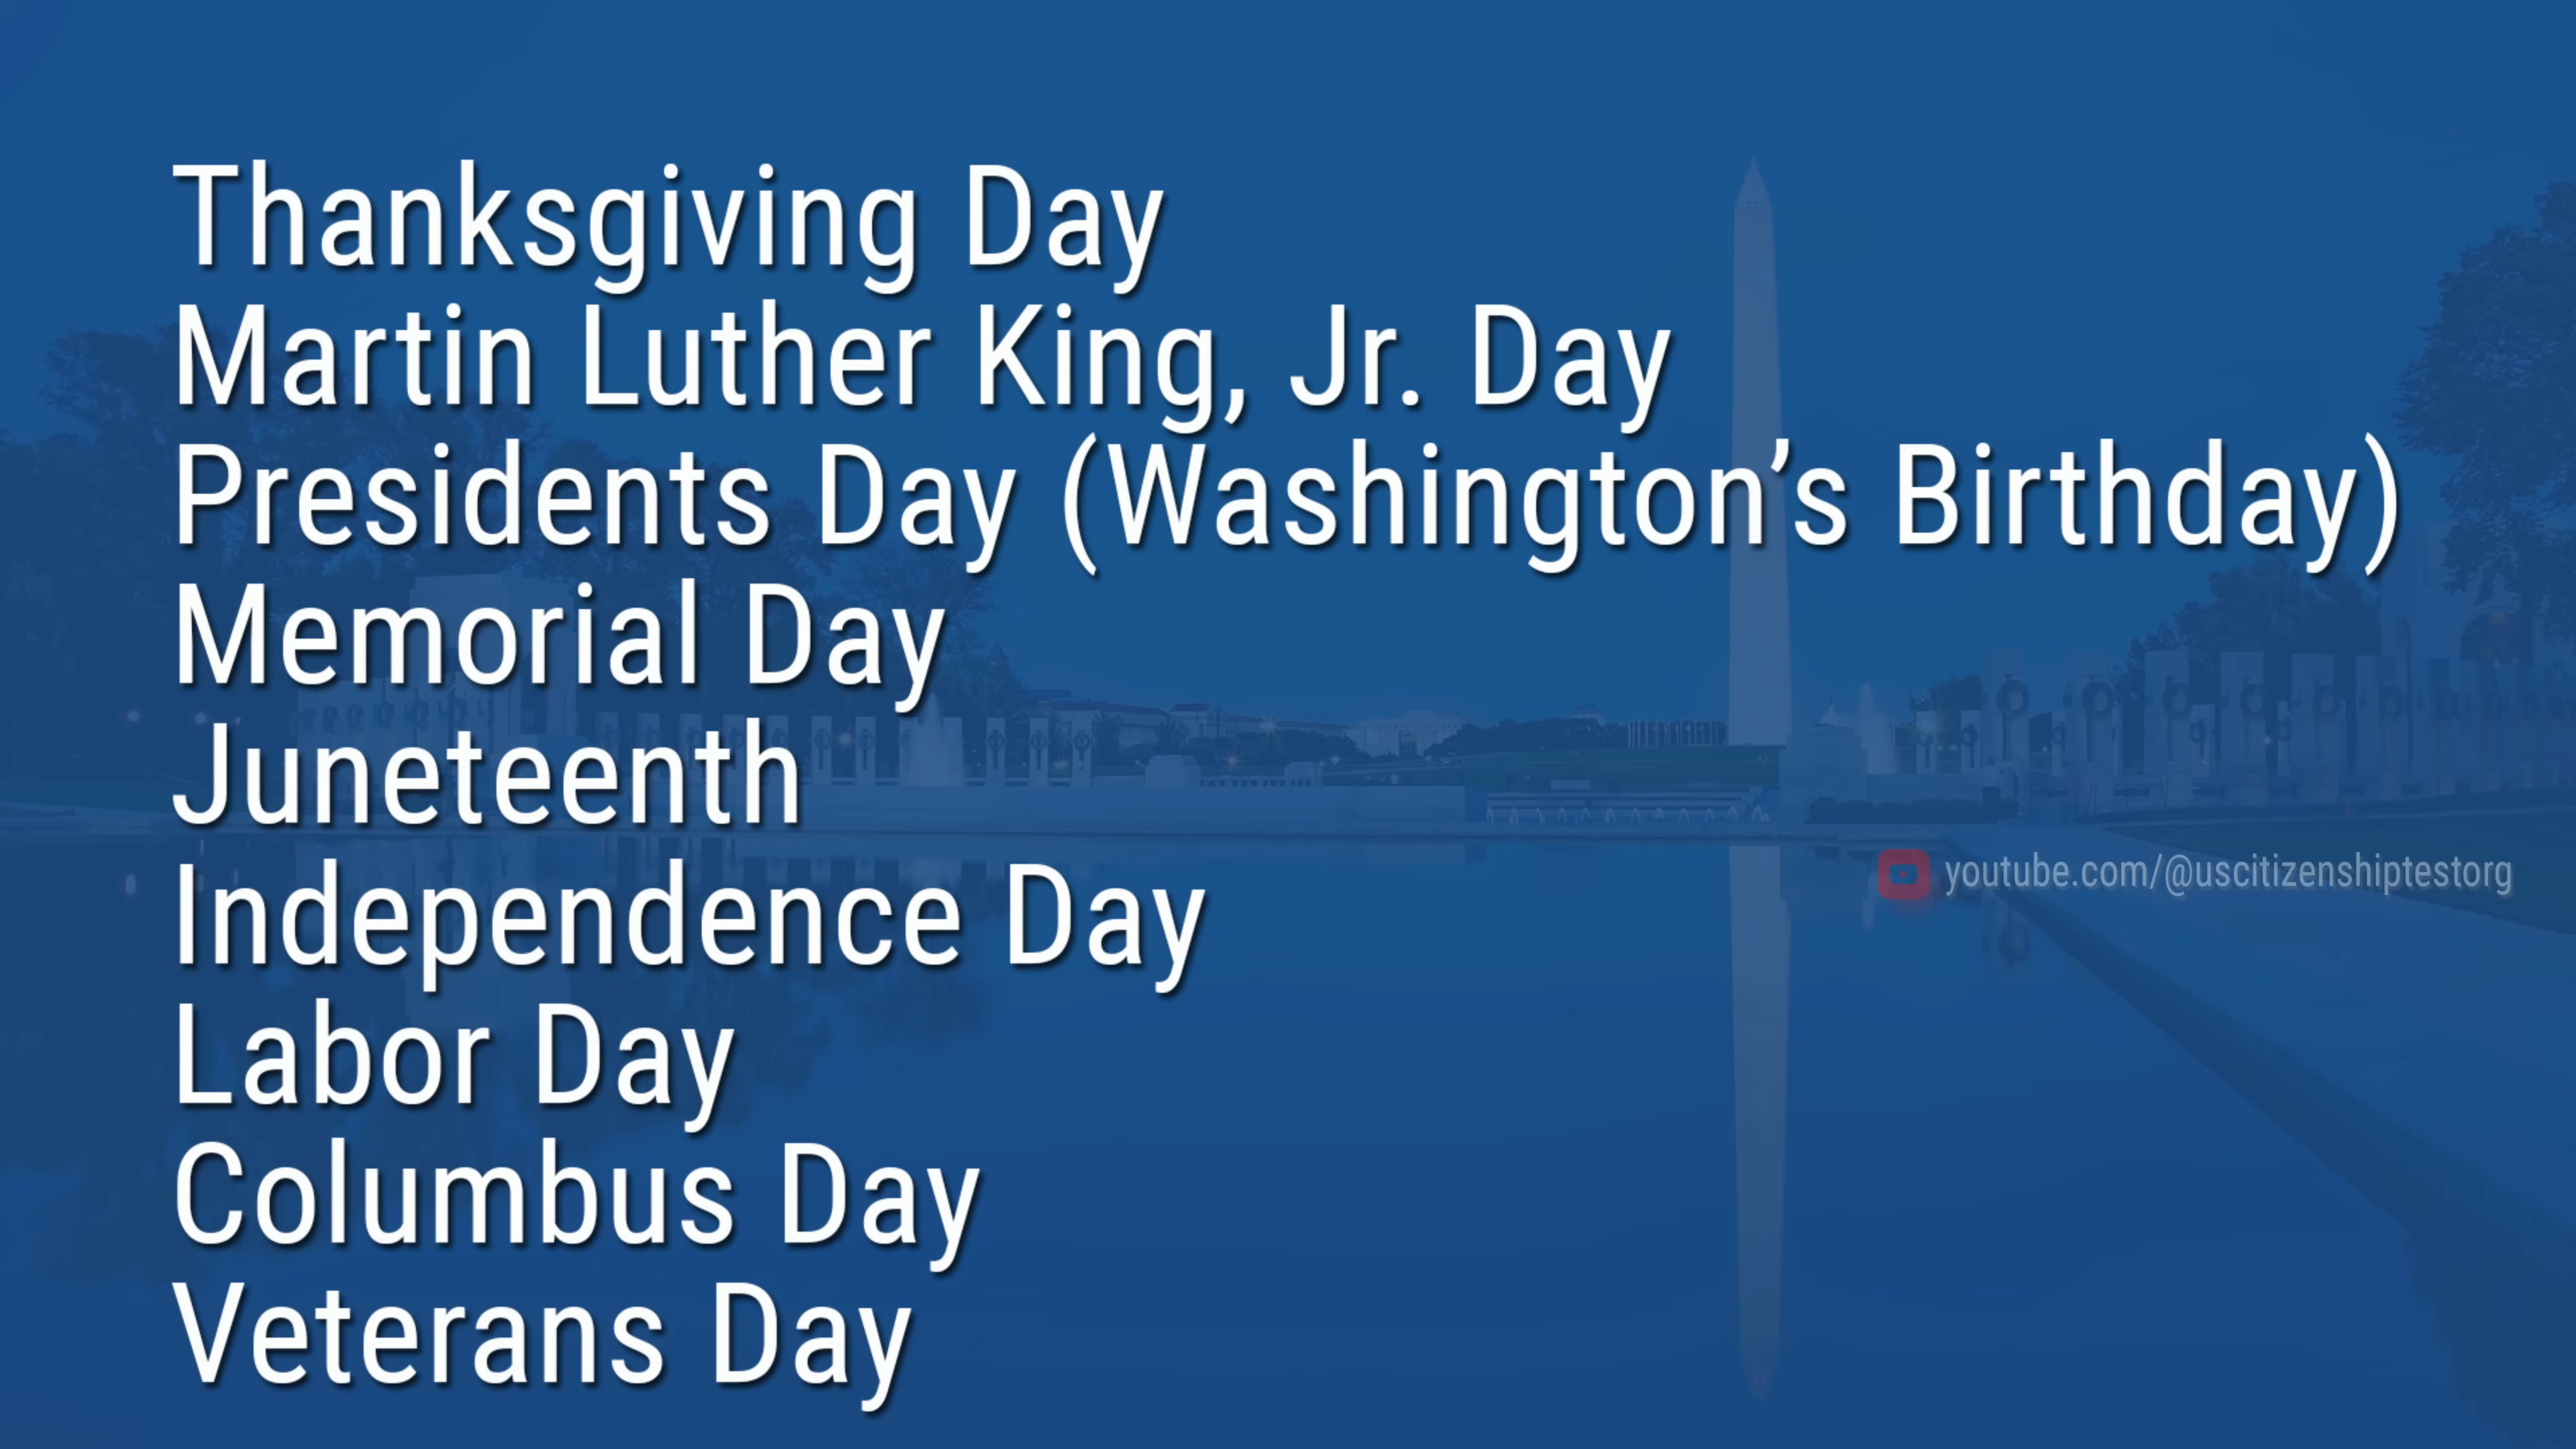 Thanksgiving Day
Martin Luther King, Jr. Day
Presidents Day (Washington’s Birthday)
Memorial Day
Juneteenth
Independence Day
Labor Day
Columbus Day
Veterans Day
youtube.com/@uscitizenshiptestorg